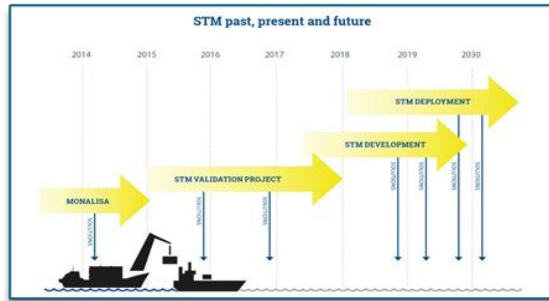 STM past, present and future
2014 2015 2016 2017 2018 2019 2030
STM DEPLOYMENT
STM DEVELOPMENT
STM VALIDATION PROJECT
MONALISA
SOLUTIONS
SOLUTIONS
SOLUTIONS
SOLUTIONS
SOLUTIONS
SOLUTIONS
SOLUTIONS